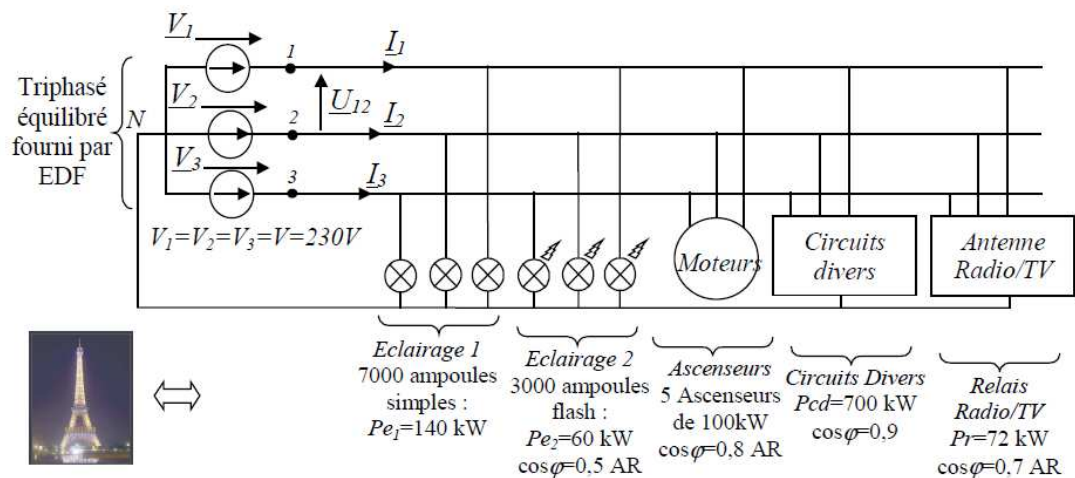 V1
1
I1
Triphasé
équilibré
fourni par
EDF
N
V2
U12
2
I2
V3
3
I3
V1=V2=V3=V=230V
Moteurs
Circuits
divers
Antenne
Radio/TV
Eclairage 1
7000 ampoules
simples :
Pe1=140 kW
Eclairage 2
3000 ampoules
flash :
Pe2=60 kW
cosφ=0,5 AR
Ascenseurs
5 Ascenseurs
de 100kW
cosφ=0,8 AR
Circuits Divers
Pcd=700 kW
cosφ=0,9
Relais
Radio/TV
Pr=72 kW
cosφ=0,7 AR